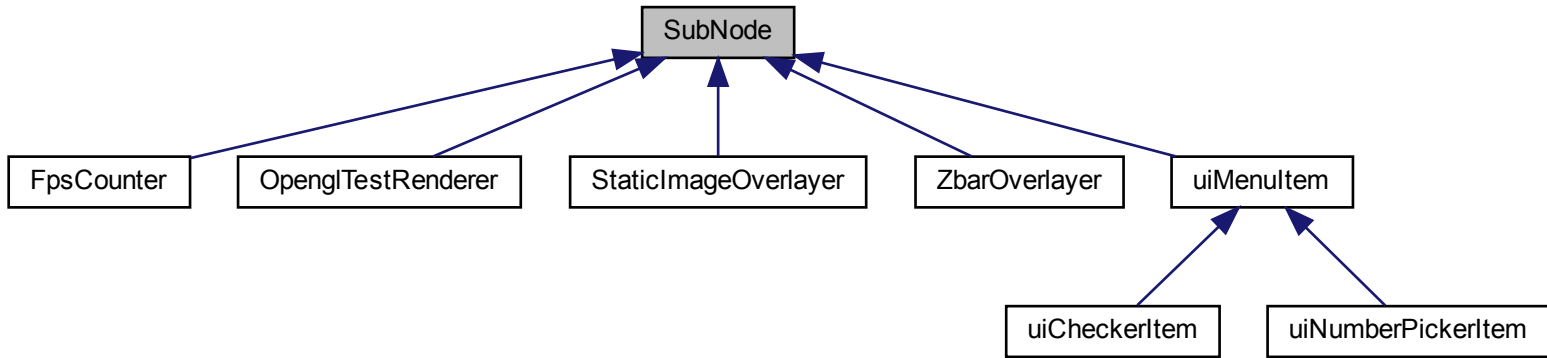 SubNode
FpsCounter
OpenglTestRenderer
StaticImageOverlayer
ZbarOverlayer
uiMenuItem
uiCheckerItem
uiNumberPickerItem